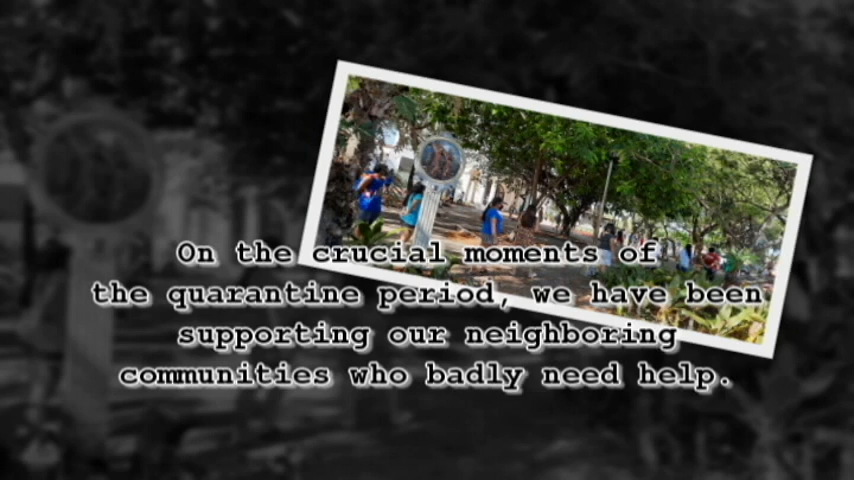 On the crucial moments of
the quarantine period, we have been
supporting our neighboring
communities who badly need help.